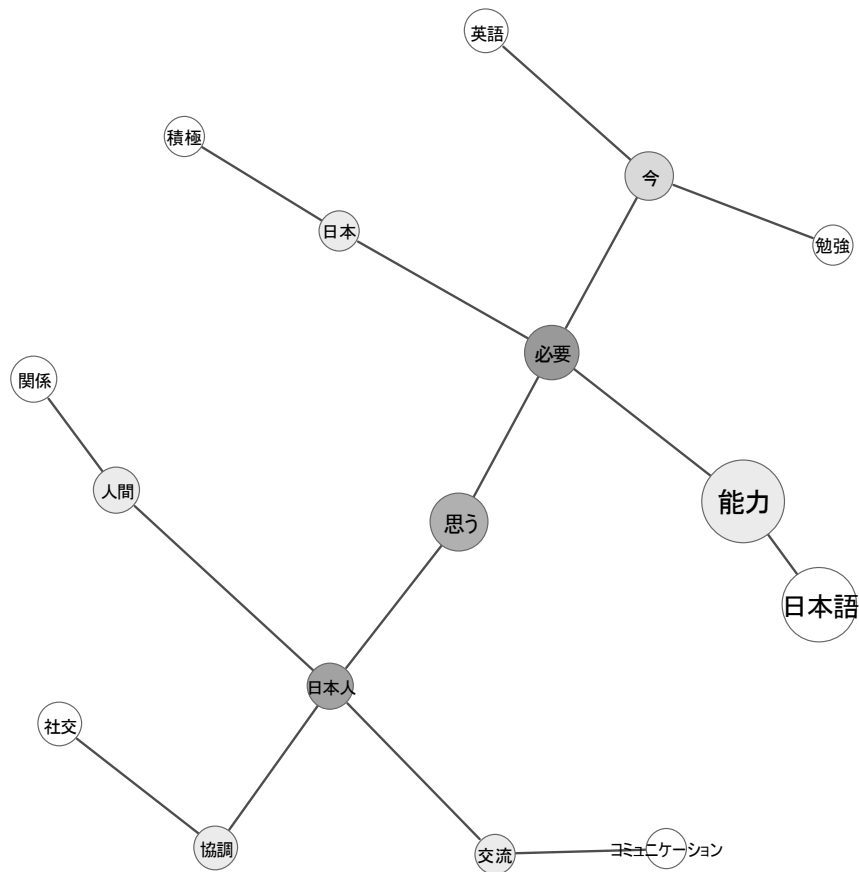 英語
積極
今
日本
勉強
必要
関係
人間
能力
思う
日本語
日本人
社交
協調
交流
コミュニケーション